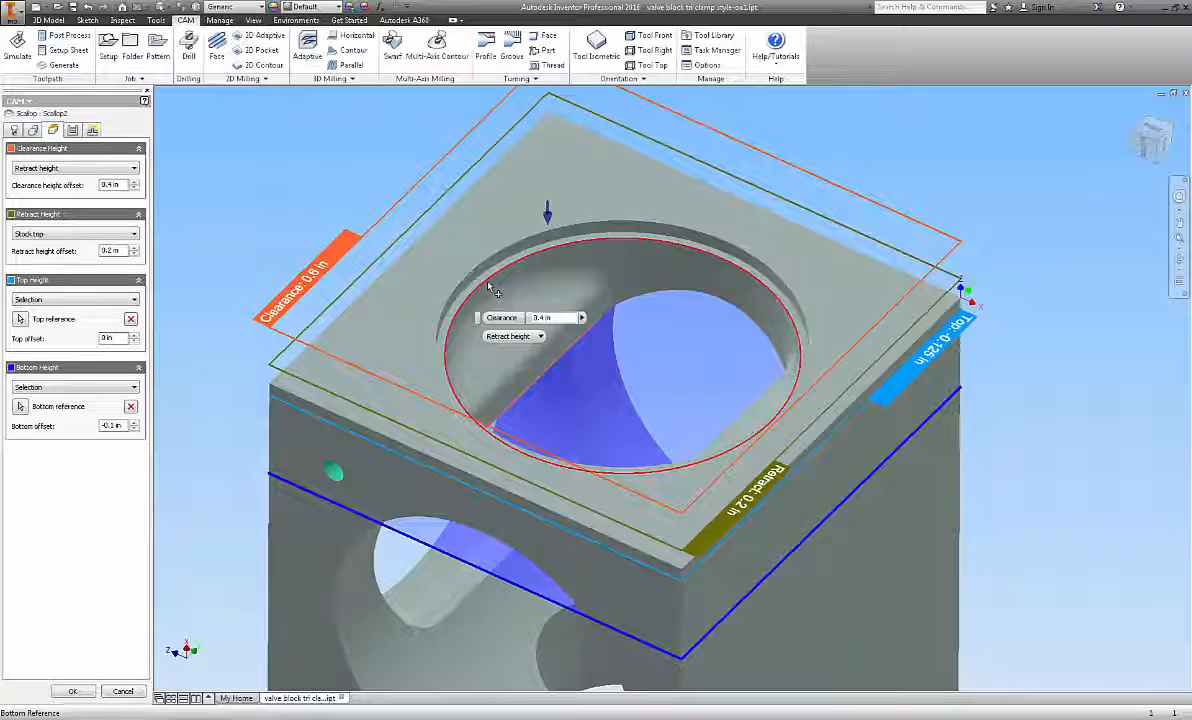 Generic Default Autodesk Inventor Professional 2016 - valve block tri clamp style-oa1.ipt Search Help & Commands... Sign In
PRO
3D Model Sketch Inspect Tools CAM Manage View Environments Get Started Autodesk A360
Simulate
Post Process
Setup Sheet
Generate
Toolpath
Setup Folder Pattern
Job
Drill
Drilling
Face
2D Adaptive
2D Pocket
2D Contour
2D Milling
Adaptive
Horizontal
Contour
Parallel
3D Milling
Swarf Multi-Axis Contour
Multi-Axis Milling
Profile Groove
Face
Part
Thread
Turning
Tool Isometric
Tool Front
Tool Right
Tool Top
Orientation
Tool Library
Task Manager
Options
Manage
Help/Tutorials
Help
CAM
Scallop : Scallop2
Clearance Height
Retract height
Clearance height offset: 0.4 in
Retract Height
Stock top
Retract height offset: 0.2 in
Top Height
Selection
Top reference
Top offset: 0 in
Bottom Height
Selection
Bottom reference
Bottom offset: -0.1 in
OK Cancel
Clearance: 0.6 in
Clearance 0.4 in
Retract height
Top: -0.125
Retract: 0.2 in
Z
X
X
Z
My Home valve block tri cla...ipt
Bottom Reference 1 1